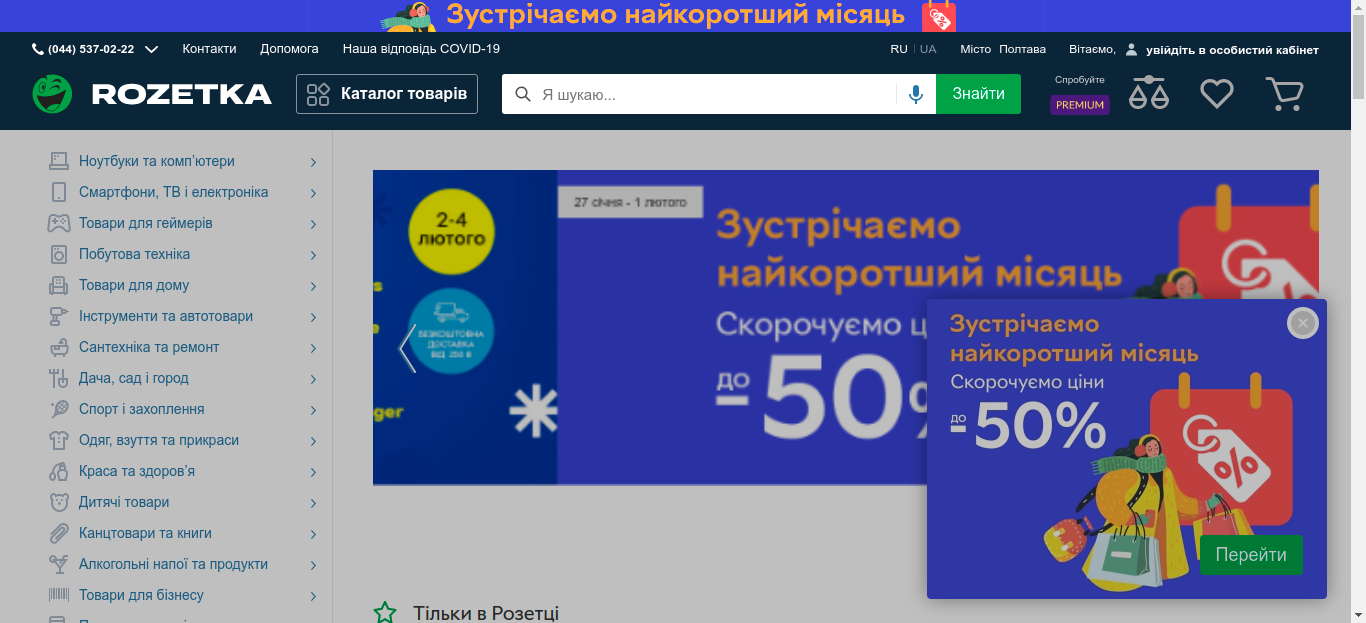 Зустрічаємо найкоротший місяць
(044) 537-02-22
Контакти
Допомога
Наша відповідь COVID-19
RU | UA
Місто Полтава
Вітаємо, увійдіть в особистий кабінет
ROZETKA
Каталог товарів
Я шукаю...
Знайти
Спробуйте
PREMIUM
Ноутбуки та комп’ютери
Смартфони, ТВ і електроніка
Товари для геймерів
Побутова техніка
Товари для дому
Інструменти та автотовари
Сантехніка та ремонт
Дача, сад і город
Спорт і захоплення
Одяг, взуття та прикраси
Краса та здоров’я
Дитячі товари
Канцтовари та книги
Алкогольні напої та продукти
Товари для бізнесу
2-4
ЛЮТОГО
БЕЗКОШТОВНА
ДОСТАВКА
27 січня - 1 лютого
Зустрічаємо
найкоротший місяць
Скорочуємо ц
до
-50%
Зустрічаємо
найкоротший місяць
Скорочуємо ціни
до
-50%
%
Перейти
Тільки в Розетці